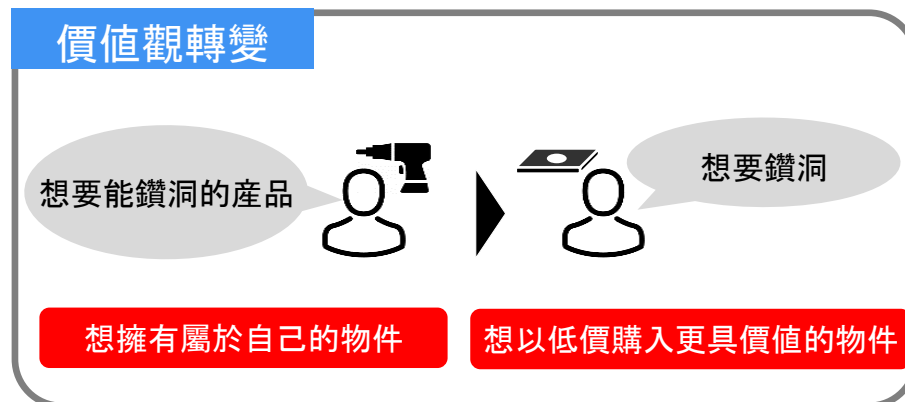 價值觀轉變
想要能鑽洞的産品
想要鑽洞
想擁有屬於自己的物件
想以低價購入更具價值的物件